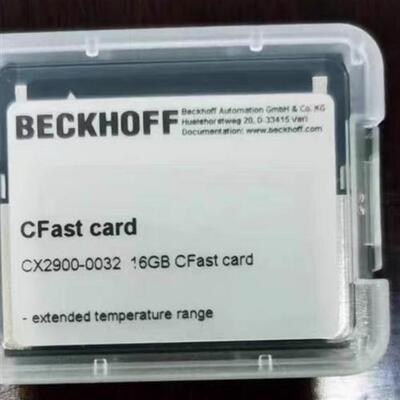 BECKHOFF
Beckhoff Automation GmbH & Co. KG
Huelshorstweg 20, D-33415 Verl
Documentation: www.beckhoff.com
CFast card
CX2900-0032 16GB CFast card
- extended temperature range